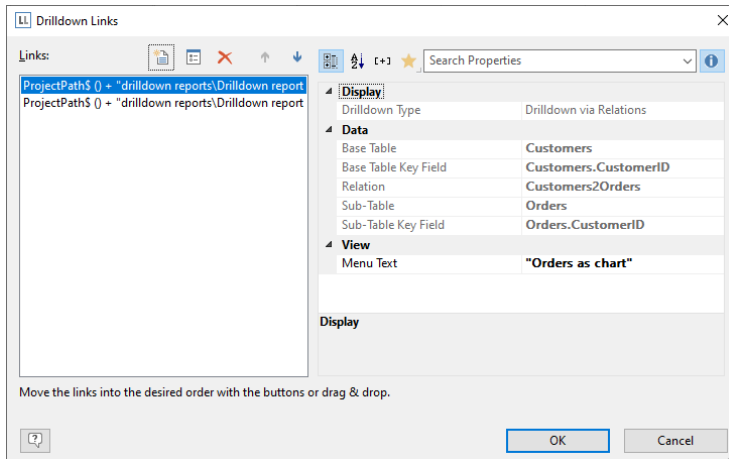 LL Drilldown Links
Links:
Search Properties
ProjectPath$ () + "drilldown reports\Drilldown report
ProjectPath$ () + "drilldown reports\Drilldown report
Display
Drilldown Type Drilldown via Relations
Data
Base Table Customers
Base Table Key Field Customers.CustomerID
Relation Customers2Orders
Sub-Table Orders
Sub-Table Key Field Orders.CustomerID
View
Menu Text "Orders as chart"
Display
Move the links into the desired order with the buttons or drag & drop.
OK Cancel